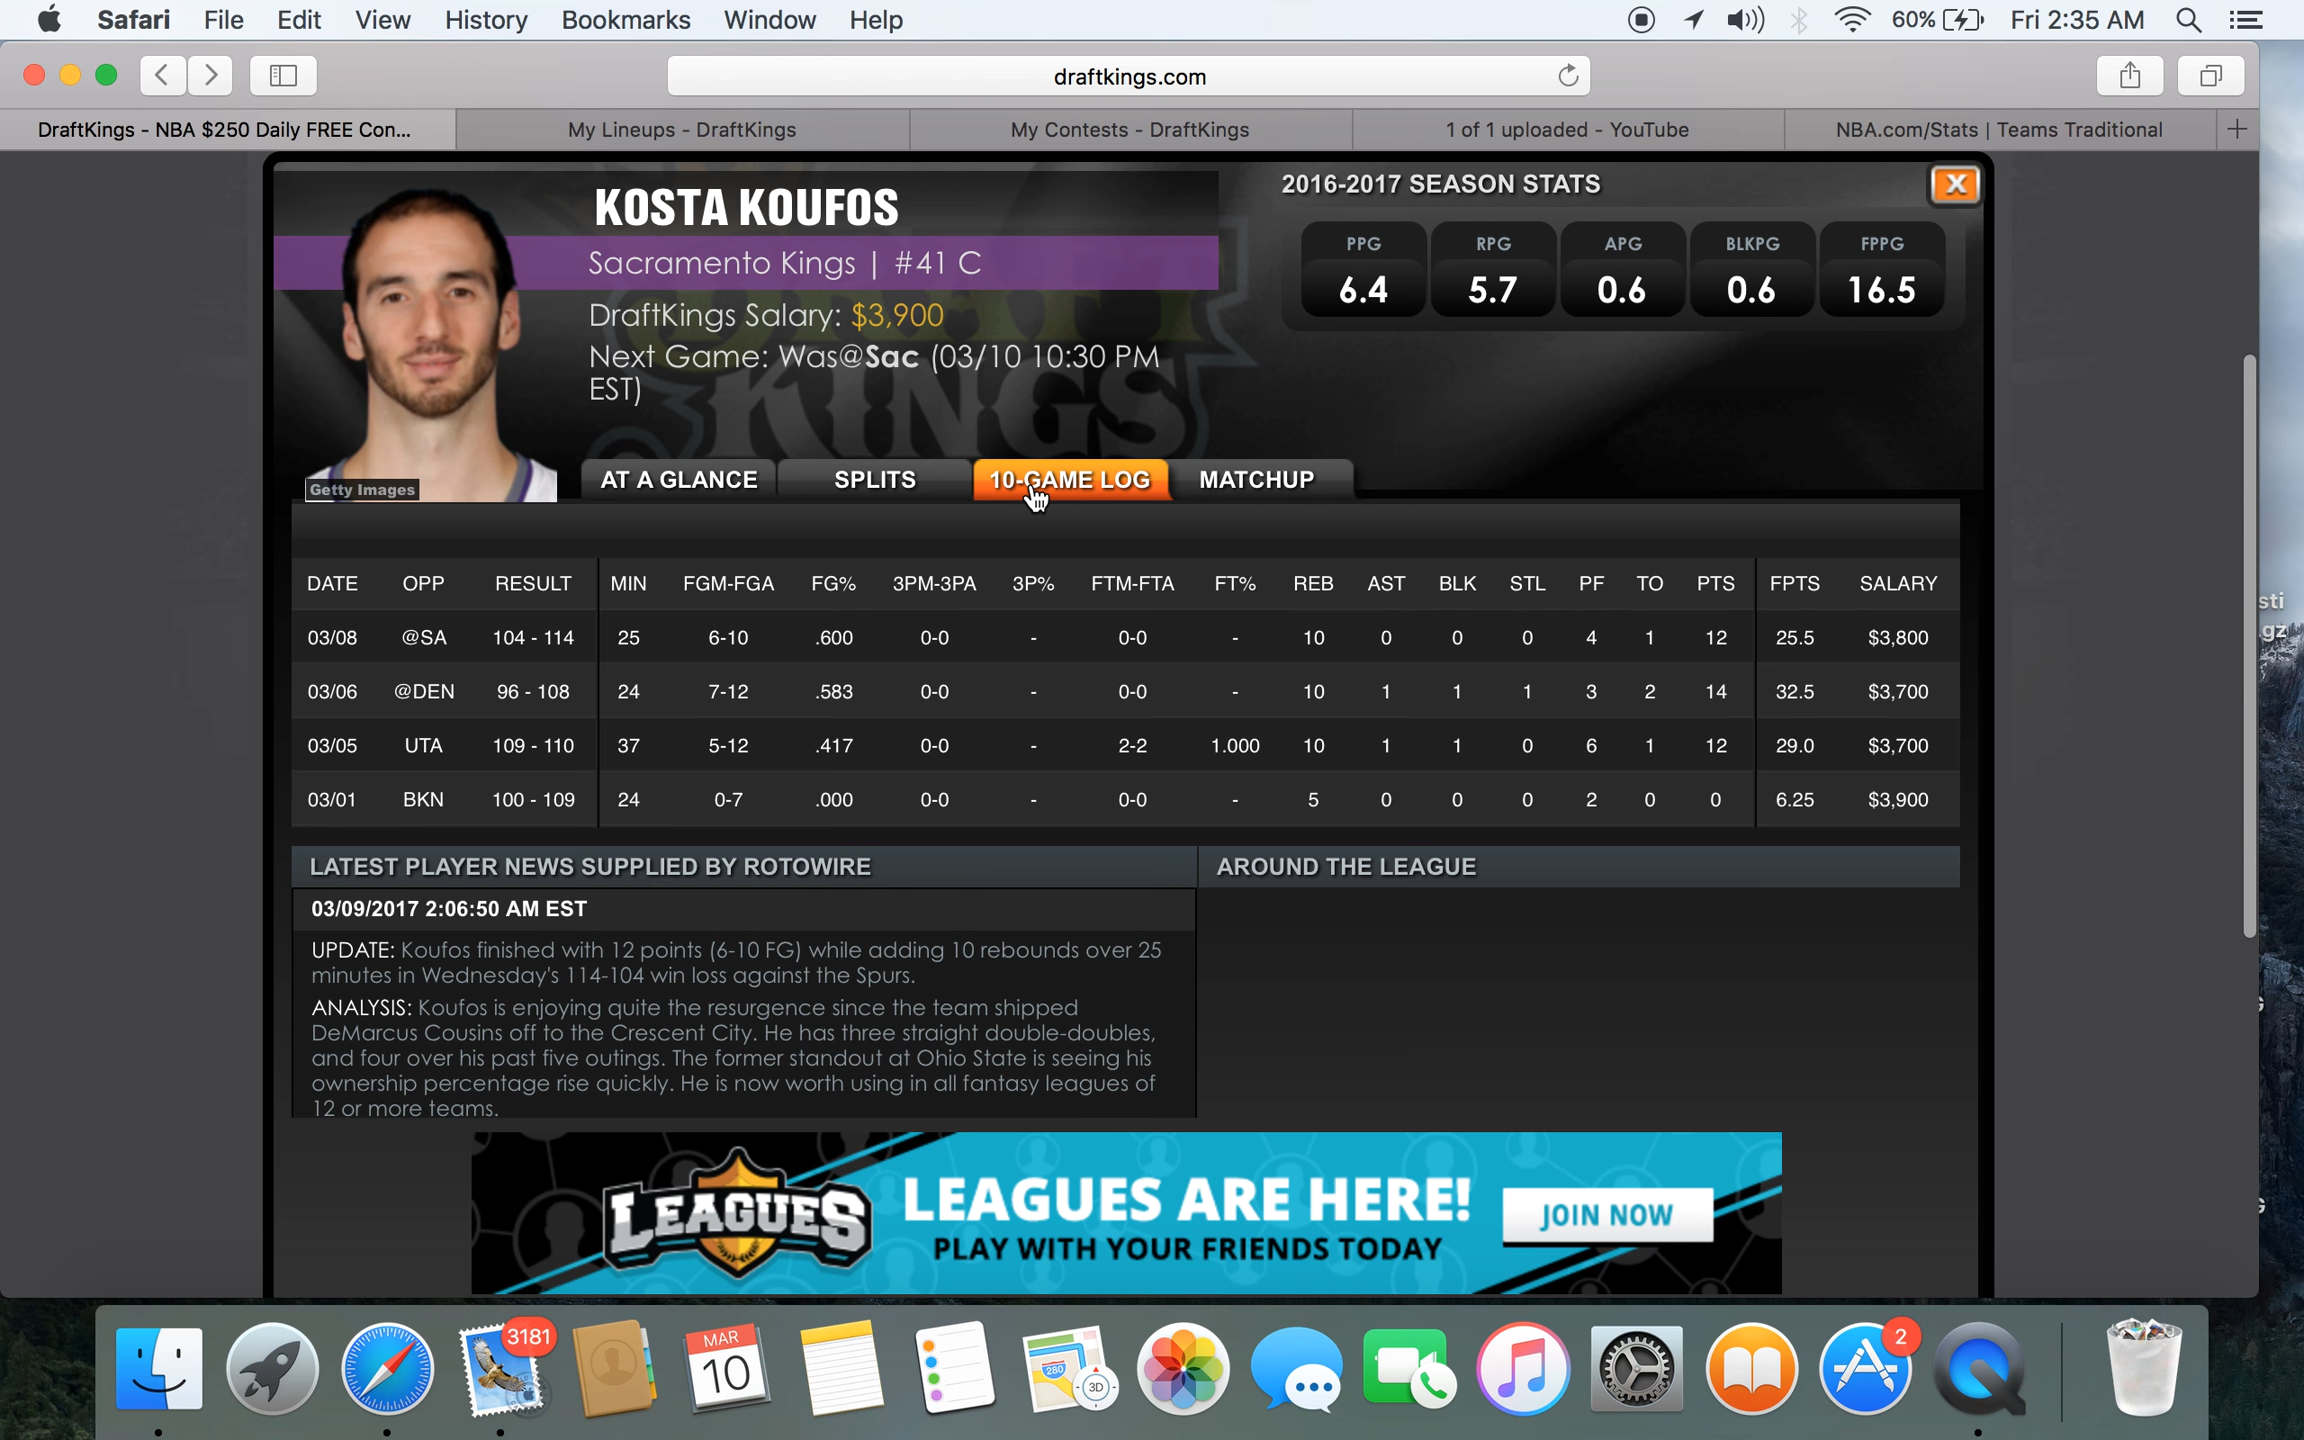 Safari File Edit View History Bookmarks Window Help 60% Fri 2:35 AM
draftkings.com
DraftKings - NBA $250 Daily FREE Con... My Lineups - DraftKings My Contests - DraftKings 1 of 1 uploaded - YouTube NBA.com/Stats | Teams Traditional
KOSTA KOUFOS
Sacramento Kings | #41 C
DraftKings Salary: $3,900
Next Game: Was@Sac (03/10 10:30 PM
EST)
Getty Images
2016-2017 SEASON STATS
X
PPG RPG APG BLKPG FPPG
6.4 5.7 0.6 0.6 16.5
KINGS
AT A GLANCE SPLITS 10-GAME LOG MATCHUP
DATE OPP RESULT MIN FGM-FGA FG% 3PM-3PA 3P% FTM-FTA FT% REB AST BLK STL PF TO PTS FPTS SALARY
03/08 @SA 104 - 114 25 6-10 .600 0-0 - 0-0 - 10 0 0 0 4 1 12 25.5 $3,800
03/06 @DEN 96 - 108 24 7-12 .583 0-0 - 0-0 - 10 1 1 1 3 2 14 32.5 $3,700
03/05 UTA 109 - 110 37 5-12 .417 0-0 - 2-2 1.000 10 1 1 0 6 1 12 29.0 $3,700
03/01 BKN 100 - 109 24 0-7 .000 0-0 - 0-0 - 5 0 0 0 2 0 0 6.25 $3,900
LATEST PLAYER NEWS SUPPLIED BY ROTOWIRE
03/09/2017 2:06:50 AM EST
UPDATE: Koufos finished with 12 points (6-10 FG) while adding 10 rebounds over 25
minutes in Wednesday's 114-104 win loss against the Spurs.
ANALYSIS: Koufos is enjoying quite the resurgence since the team shipped
DeMarcus Cousins off to the Crescent City. He has three straight double-doubles,
and four over his past five outings. The former standout at Ohio State is seeing his
ownership percentage rise quickly. He is now worth using in all fantasy leagues of
12 or more teams.
AROUND THE LEAGUE
LEAGUES
LEAGUES ARE HERE!
PLAY WITH YOUR FRIENDS TODAY
JOIN NOW
sti
.gz
3181
MAR
10
280
3D
2